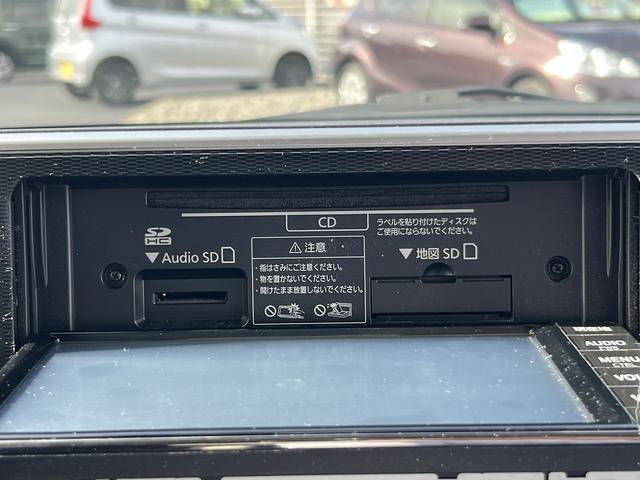 CD
ラベルを貼り付けたディスクは
ご使用にならないでください。
SD
HC
▼Audio SD
⚠注意
・指はさみにご注意ください。
・物を置かないでください。
・開けたまま放置しないでください。
▼地図 SD
AUDIO
PWR
MENU
CTRL
VOL